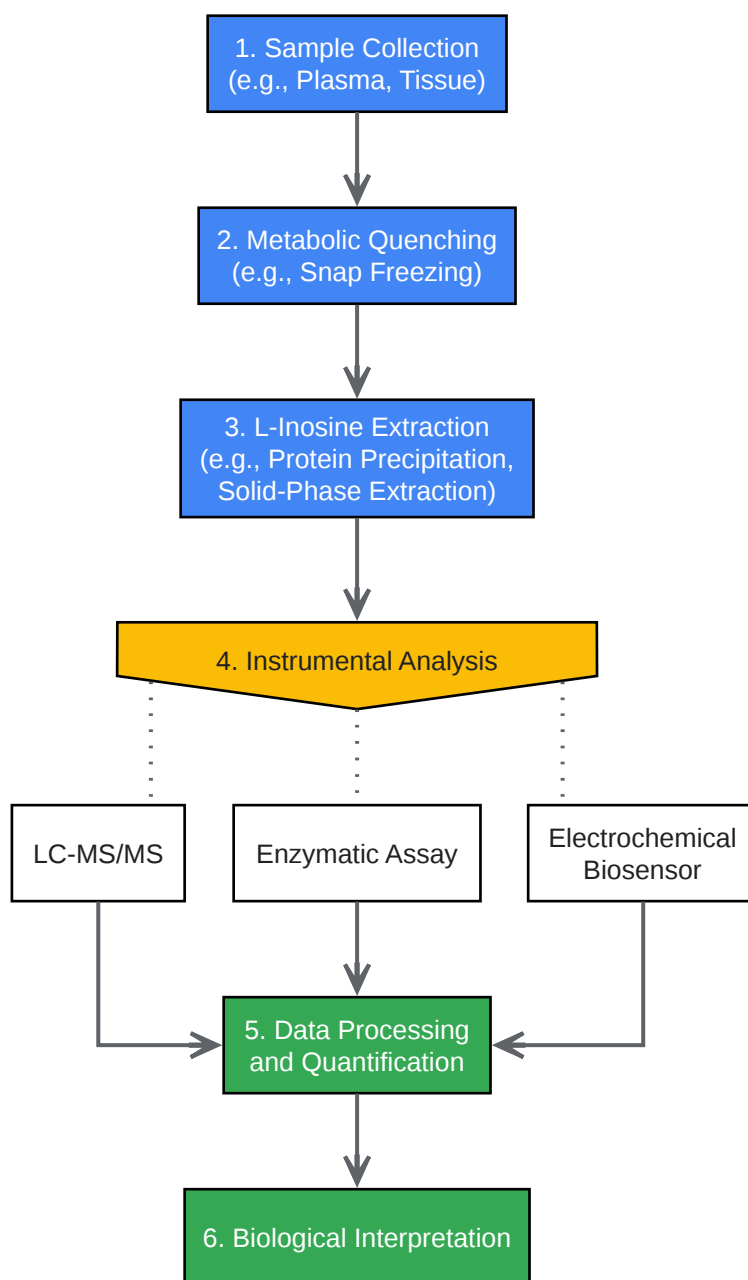 1. Sample Collection
(e.g., Plasma, Tissue)
2. Metabolic Quenching
(e.g., Snap Freezing)
3. L-Inosine Extraction
(e.g., Protein Precipitation,
Solid-Phase Extraction)
4. Instrumental Analysis
LC-MS/MS
Enzymatic Assay
Electrochemical
Biosensor
5. Data Processing
and Quantification
6. Biological Interpretation